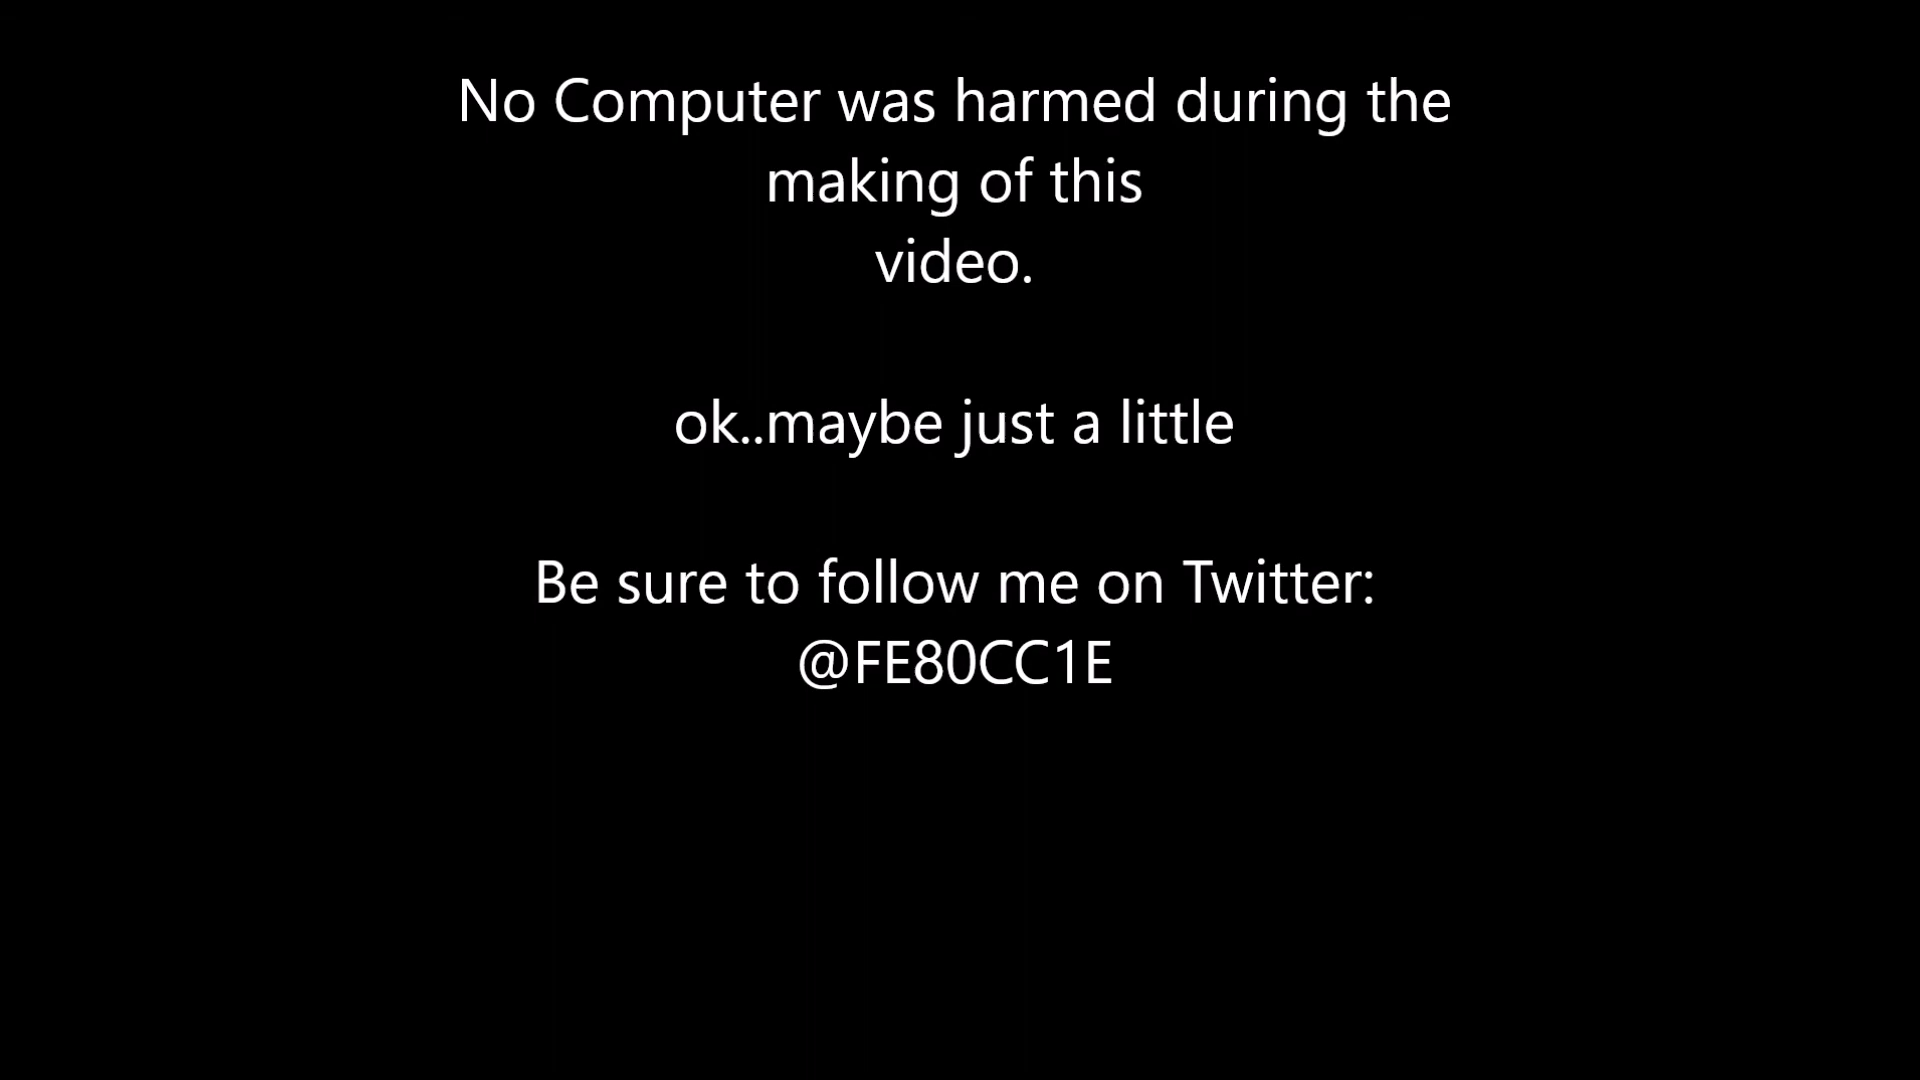 No Computer was harmed during the
making of this
video.
ok..maybe just a little
Be sure to follow me on Twitter:
@FE80CC1E